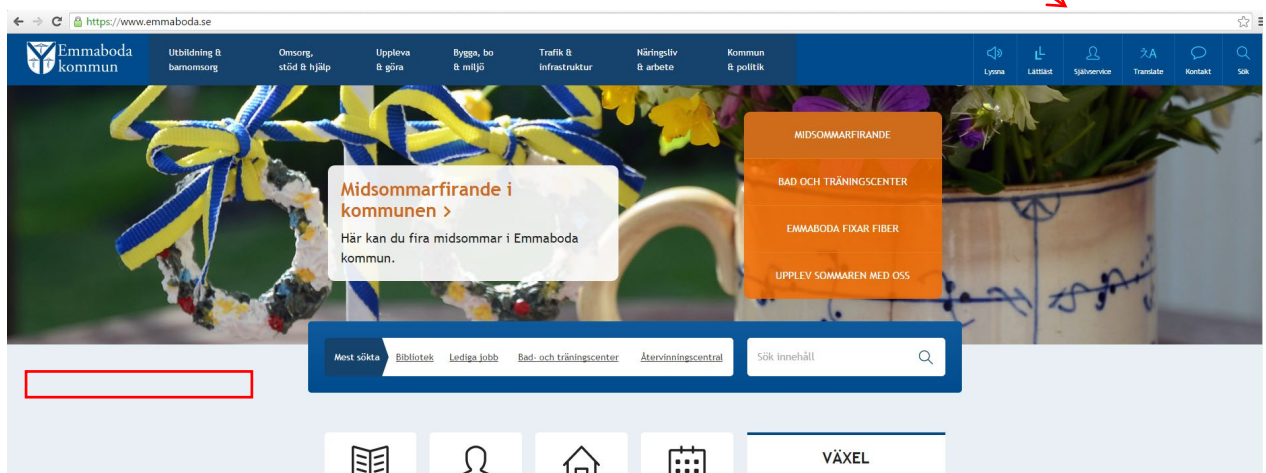 https://www.emmaboda.se
Emmaboda
kommun
Utbildning &
barnomsorg
Omsorg,
stöd & hjälp
Uppleva
& göra
Bygga, bo
& miljö
Trafik &
infrastruktur
Näringsliv
& arbete
Kommun
& politik
Lyssna
Lättläst
Självservice
Translate
Kontakt
Sök
Midsommarfirande i
kommunen >
Här kan du fira midsommar i Emmaboda
kommun.
MIDSOMMARFIRANDE
BAD OCH TRÄNINGSCENTER
EMMABODA FIXAR FIBER
UPPLEV SOMMAREN MED OSS
Mest sökta Bibliotek Lediga jobb Bad- och träningscenter Återvinningscentral
Sök innehåll
VÄXEL